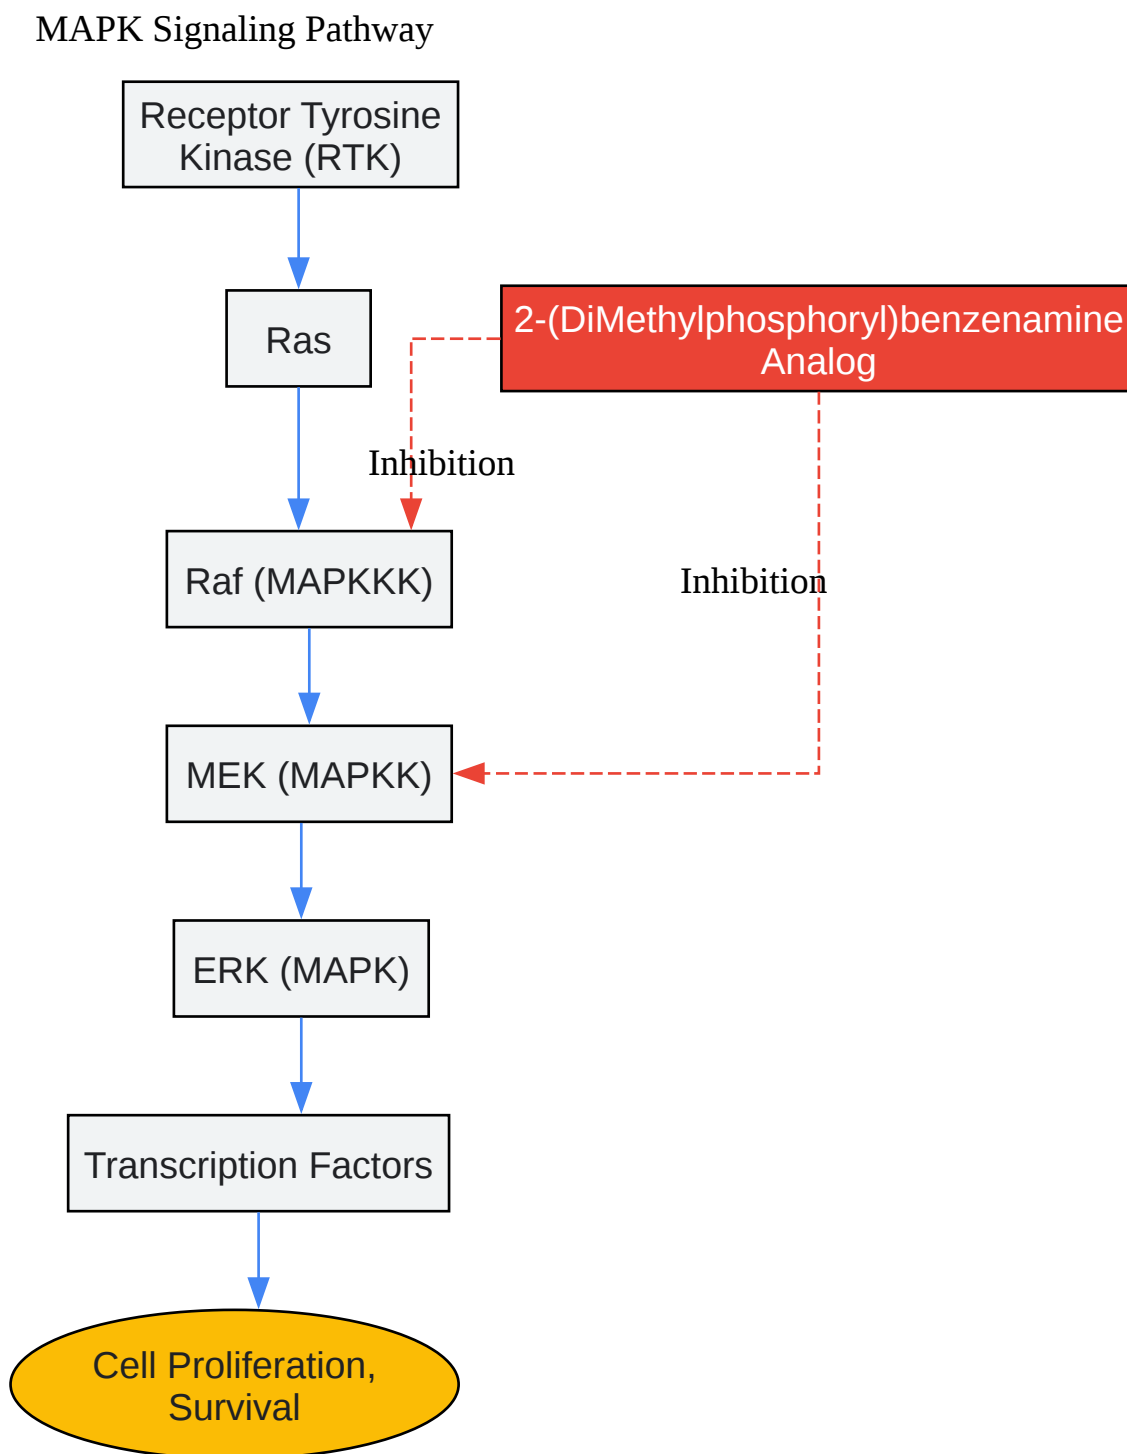 MAPK Signaling Pathway
Receptor Tyrosine
Kinase (RTK)
Ras
2-(DiMethylphosphoryl)benzenamine
Analog
Inhibition
Raf (MAPKKK)
Inhibition
MEK (MAPKK)
ERK (MAPK)
Transcription Factors
Cell Proliferation,
Survival